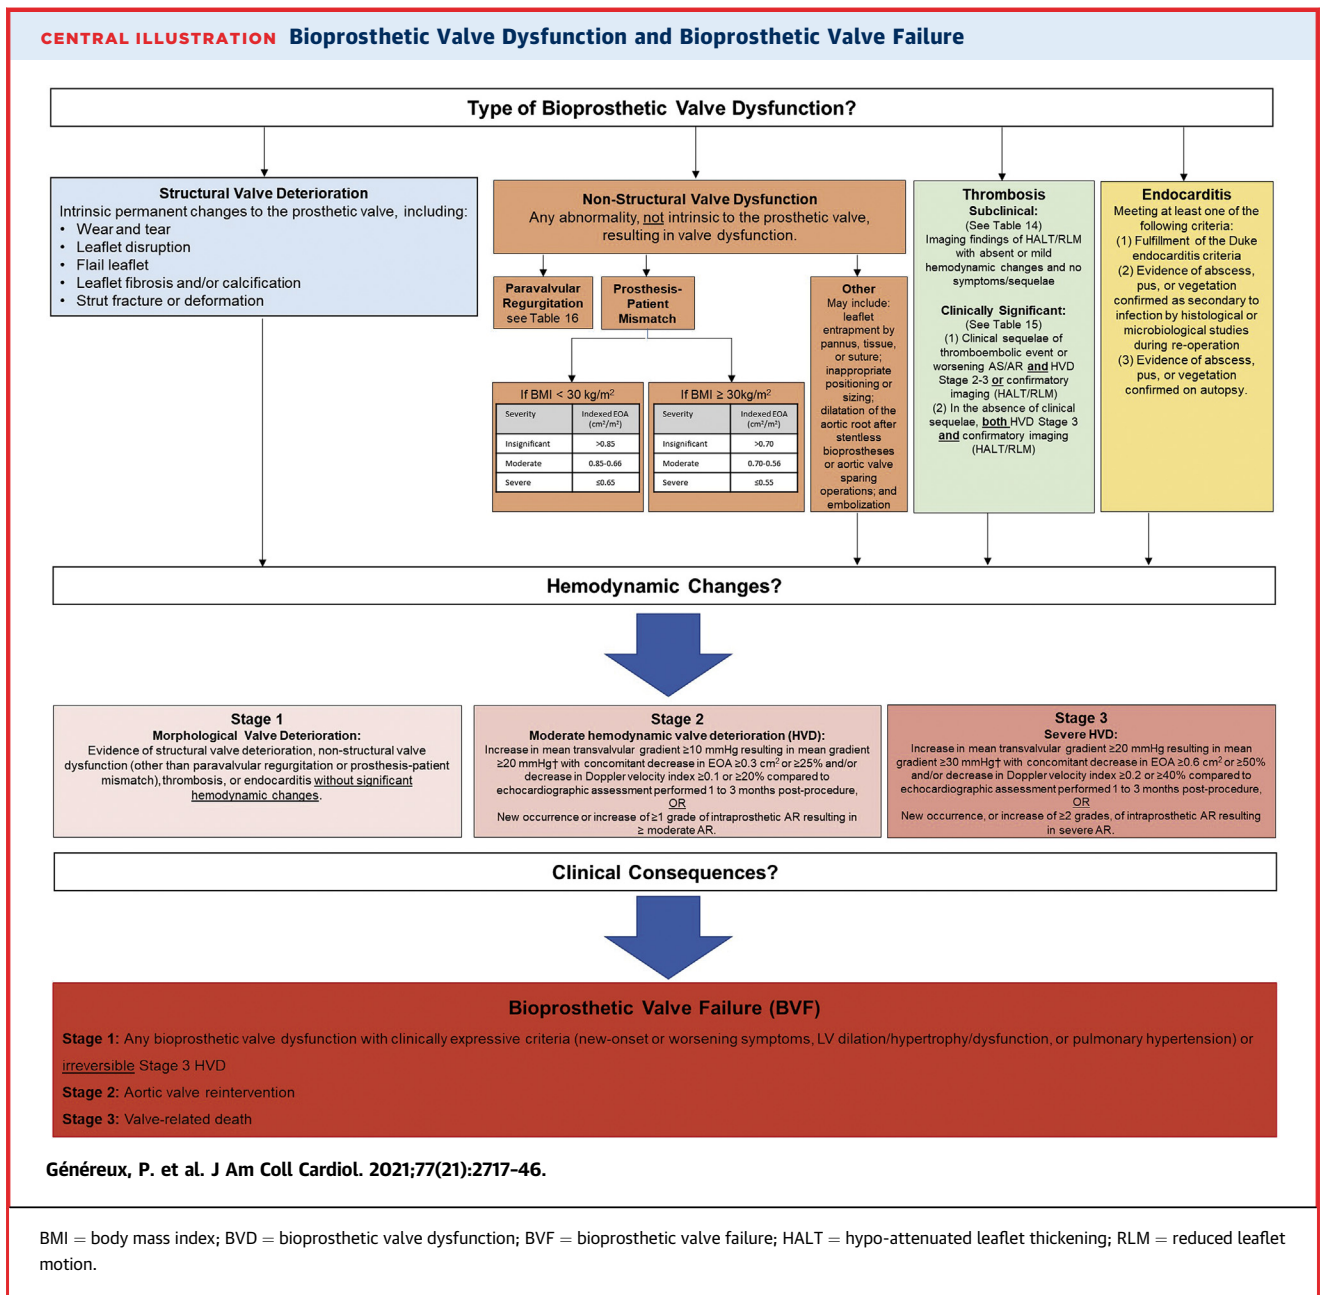 CENTRAL ILLUSTRATION Bioprosthetic Valve Dysfunction and Bioprosthetic Valve Failure
Type of Bioprosthetic Valve Dysfunction?
Structural Valve Deterioration
Intrinsic permanent changes to the prosthetic valve, including:
• Wear and tear
• Leaflet disruption
• Flail leaflet
• Leaflet fibrosis and/or calcification
• Strut fracture or deformation
Non-Structural Valve Dysfunction
Any abnormality, not intrinsic to the prosthetic valve,
resulting in valve dysfunction.
Paravalvular
Regurgitation
see Table 16
Prosthesis-
Patient
Mismatch
If BMI < 30 kg/m²
Severity Indexed EOA
(cm²/m²)
Insignificant >0.85
Moderate 0.85-0.66
Severe ≤0.65
If BMI ≥ 30kg/m²
Severity Indexed EOA
(cm²/m²)
Insignificant >0.70
Moderate 0.70-0.56
Severe ≤0.55
Other
May include:
leaflet
entrapment by
pannus, tissue,
or suture;
inappropriate
positioning or
sizing;
dilatation of the
aortic root after
stentless
bioprostheses
or aortic valve
sparing
operations; and
embolization
Thrombosis
Subclinical:
(See Table 14)
Imaging findings of HALT/RLM
with absent or mild
hemodynamic changes and no
symptoms/sequelae
Clinically Significant:
(See Table 15)
(1) Clinical sequelae of
thromboembolic event or
worsening AS/AR and HVD
Stage 2-3 or confirmatory
imaging (HALT/RLM)
(2) In the absence of clinical
sequelae, both HVD Stage 3
and confirmatory imaging
(HALT/RLM)
Endocarditis
Meeting at least one of the
following criteria:
(1) Fulfillment of the Duke
endocarditis criteria
(2) Evidence of abscess,
pus, or vegetation
confirmed as secondary to
infection by histological or
microbiological studies
during re-operation
(3) Evidence of abscess,
pus, or vegetation
confirmed on autopsy.
Hemodynamic Changes?
Stage 1
Morphological Valve Deterioration:
Evidence of structural valve deterioration, non-structural valve
dysfunction (other than paravalvular regurgitation or prosthesis-patient
mismatch), thrombosis, or endocarditis without significant
hemodynamic changes.
Stage 2
Moderate hemodynamic valve deterioration (HVD):
Increase in mean transvalvular gradient ≥10 mmHg resulting in mean gradient
≥20 mmHg† with concomitant decrease in EOA ≥0.3 cm² or ≥25% and/or
decrease in Doppler velocity index ≥0.1 or ≥20% compared to
echocardiographic assessment performed 1 to 3 months post-procedure,
OR
New occurrence or increase of ≥1 grade of intraprosthetic AR resulting in
≥ moderate AR.
Stage 3
Severe HVD:
Increase in mean transvalvular gradient ≥20 mmHg resulting in mean
gradient ≥30 mmHg† with concomitant decrease in EOA ≥0.6 cm² or ≥50%
and/or decrease in Doppler velocity index ≥0.2 or ≥40% compared to
echocardiographic assessment performed 1 to 3 months post-procedure,
OR
New occurrence, or increase of ≥2 grades, of intraprosthetic AR resulting
in severe AR.
Clinical Consequences?
Bioprosthetic Valve Failure (BVF)
Stage 1: Any bioprosthetic valve dysfunction with clinically expressive criteria (new-onset or worsening symptoms, LV dilation/hypertrophy/dysfunction, or pulmonary hypertension) or
irreversible Stage 3 HVD
Stage 2: Aortic valve reintervention
Stage 3: Valve-related death
Généreux, P. et al. J Am Coll Cardiol. 2021;77(21):2717–46.
BMI = body mass index; BVD = bioprosthetic valve dysfunction; BVF = bioprosthetic valve failure; HALT = hypo-attenuated leaflet thickening; RLM = reduced leaflet
motion.